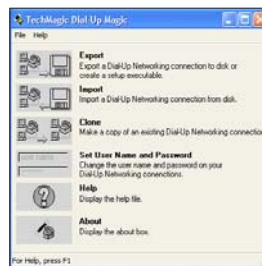 TechMagic Dial-Up Magic
File Help
Export
Export a Dial-Up Networking connection to disk or
create a setup executable.
Import
Import a Dial-Up Networking connection from disk.
Clone
Make a copy of an existing Dial-Up Networking connection
Set User Name and Password
Change the user name and password on your
Dial-Up Networking conenctions.
Help
Display the help file.
About
Display the about box.
For Help, press F1